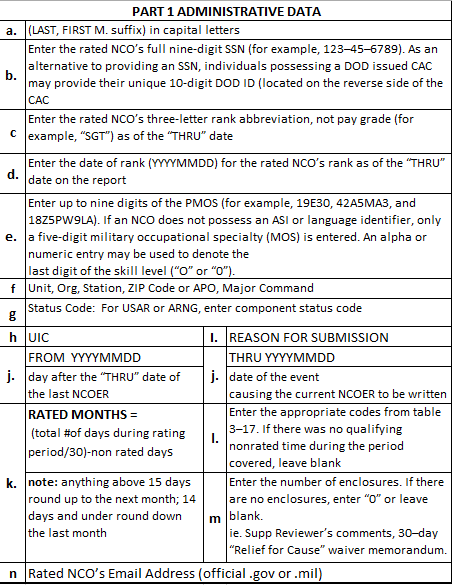 PART 1 ADMINISTRATIVE DATA
a. (LAST, FIRST M. suffix) in capital letters
b. Enter the rated NCO's full nine-digit SSN (for example, 123–45–6789). As an
alternative to providing an SSN, individuals possessing a DOD issued CAC
may provide their unique 10-digit DOD ID (located on the reverse side of the
CAC
c Enter the rated NCO's three-letter rank abbreviation, not pay grade (for
example, "SGT") as of the "THRU" date
d. Enter the date of rank (YYYYMMDD) for the rated NCO's rank as of the "THRU"
date on the report
e. Enter up to nine digits of the PMOS (for example, 19E30, 42A5MA3, and
18Z5PW9LA). If an NCO does not possess an ASI or language identifier, only
a five-digit military occupational specialty (MOS) is entered. An alpha or
numeric entry may be used to denote the
last digit of the skill level ("O" or "0").
f Unit, Org, Station, ZIP Code or APO, Major Command
g Status Code: For USAR or ARNG, enter component status code
h UIC
I. REASON FOR SUBMISSION
j. FROM YYYYMMDD
day after the "THRU" date of
the last NCOER
j. THRU YYYYMMDD
date of the event
causing the current NCOER to be written
k. RATED MONTHS =
(total #of days during rating
period/30)-non rated days
note: anything above 15 days
round up to the next month; 14
days and under round down
the last month
l. Enter the appropriate codes from table
3–17. If there was no qualifying
nonrated time during the period
covered, leave blank
m Enter the number of enclosures. If there
are no enclosures, enter "0" or leave
blank.
ie. Supp Reviewer's comments, 30–day
"Relief for Cause" waiver memorandum.
n Rated NCO's Email Address (official .gov or .mil)